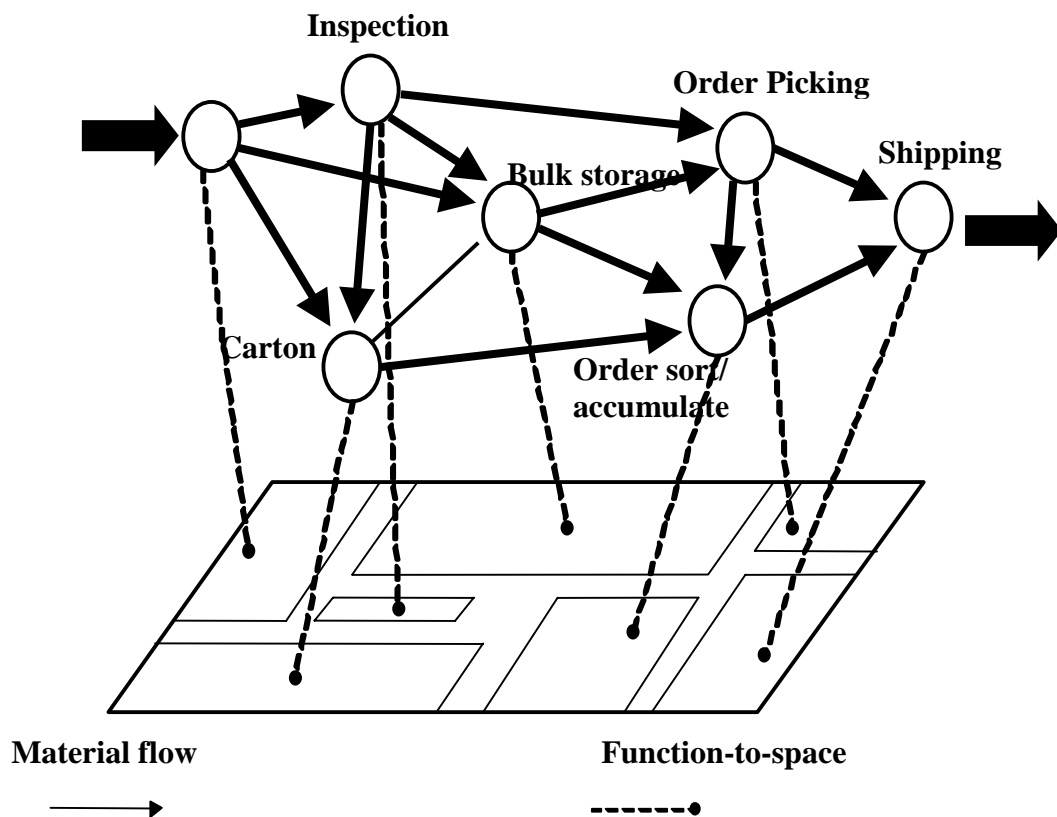 Inspection
Order Picking
Shipping
Bulk storage
Carton
Order sort/
accumulate
Material flow
Function-to-space